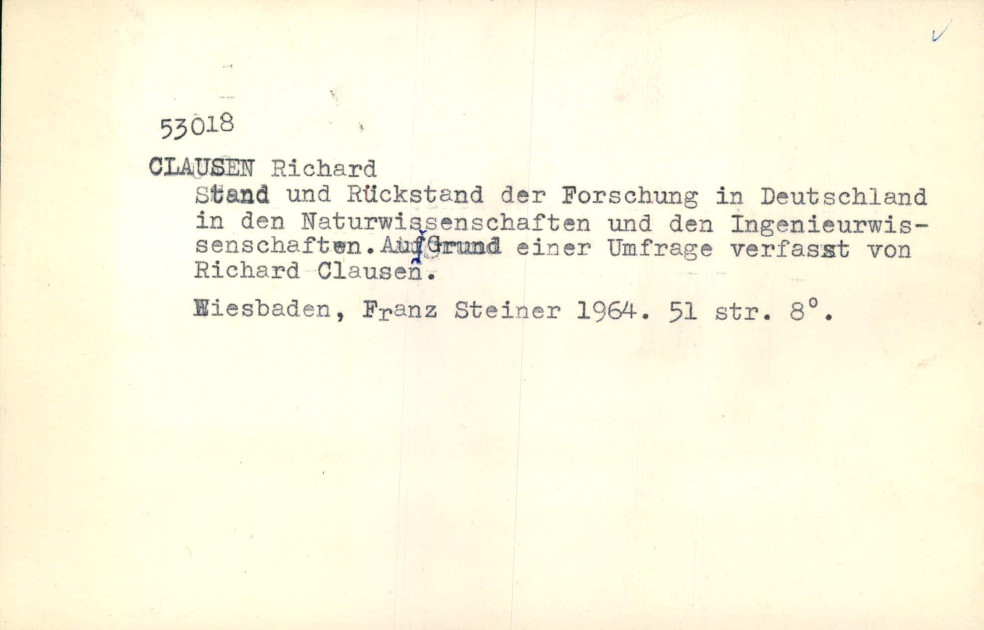 53018
CLAUSEN Richard
Stand und Rückstand der Forschung in Deutschland
in den Naturwissenschaften und den Ingenieurwis-
senschaften. Auf Grund einer Umfrage verfasst von
Richard Clausen.
Wiesbaden, Franz Steiner 1964. 51 str. 8°.